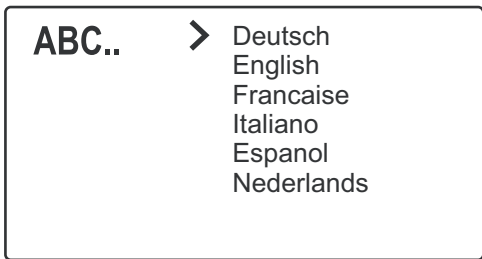 ABC.. > Deutsch
English
Francaise
Italiano
Espanol
Nederlands